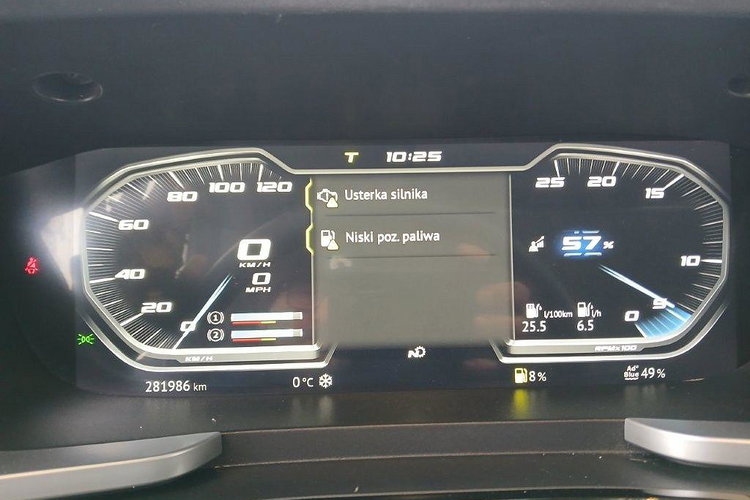 T 10:25
80 100 120
60
40
20
0
0
KM/H
0
MPH
1
2
KM/H
Usterka silnika
Niski poz. paliwa
25 20
15
10
5
0
57 %
l/100km
25.5
l/h
6.5
RPMx100
N
281986 km
0 °C
8 %
Ad°
Blue 49 %